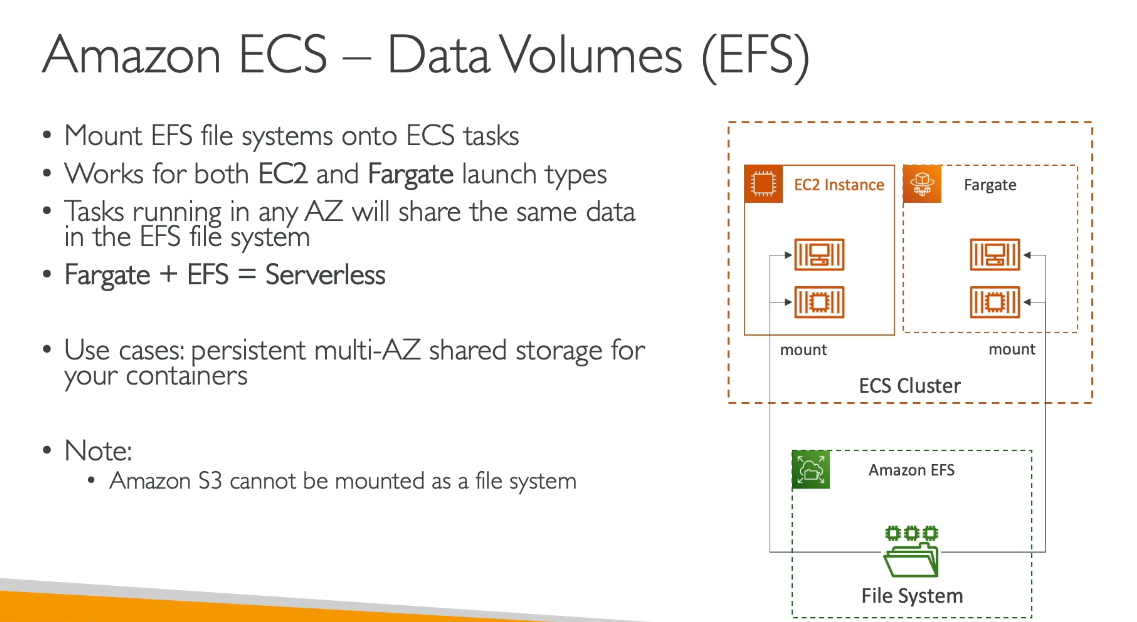 Amazon ECS – Data Volumes (EFS)
• Mount EFS file systems onto ECS tasks
• Works for both EC2 and Fargate launch types
• Tasks running in any AZ will share the same data
in the EFS file system
• Fargate + EFS = Serverless
• Use cases: persistent multi-AZ shared storage for
your containers
• Note:
• Amazon S3 cannot be mounted as a file system
EC2 Instance
Fargate
mount
mount
ECS Cluster
Amazon EFS
File System